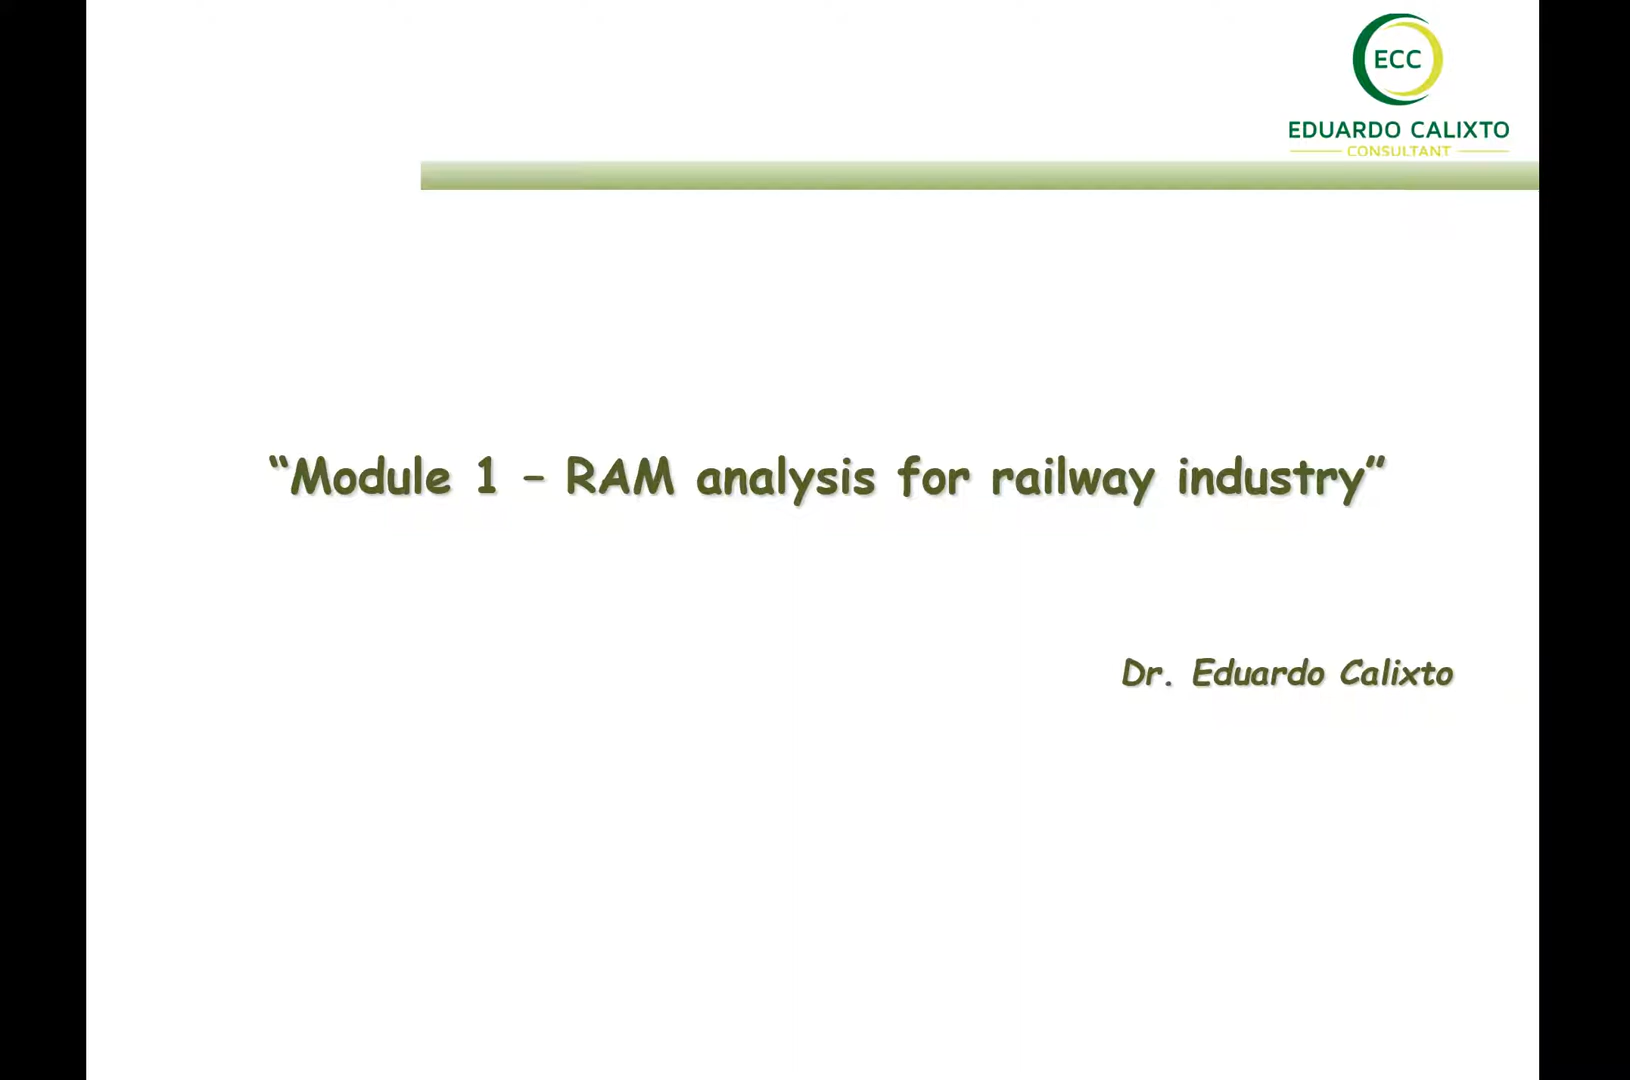 ECC
EDUARDO CALIXTO
CONSULTANT
“Module 1 – RAM analysis for railway industry”
Dr. Eduardo Calixto